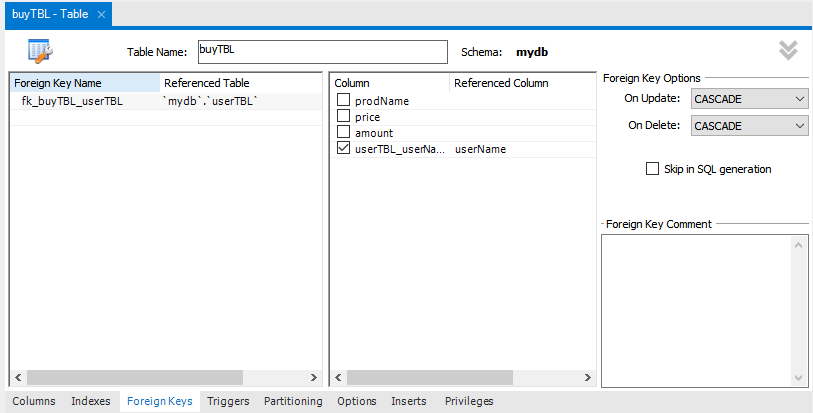 buyTBL - Table ×
Table Name: buyTBL Schema: mydb
Foreign Key Name Referenced Table
fk_buyTBL_userTBL `mydb`.`userTBL`
Column Referenced Column
prodName
price
amount
userTBL_userNa... userName
Foreign Key Options
On Update: CASCADE
On Delete: CASCADE
Skip in SQL generation
Foreign Key Comment
Columns Indexes Foreign Keys Triggers Partitioning Options Inserts Privileges